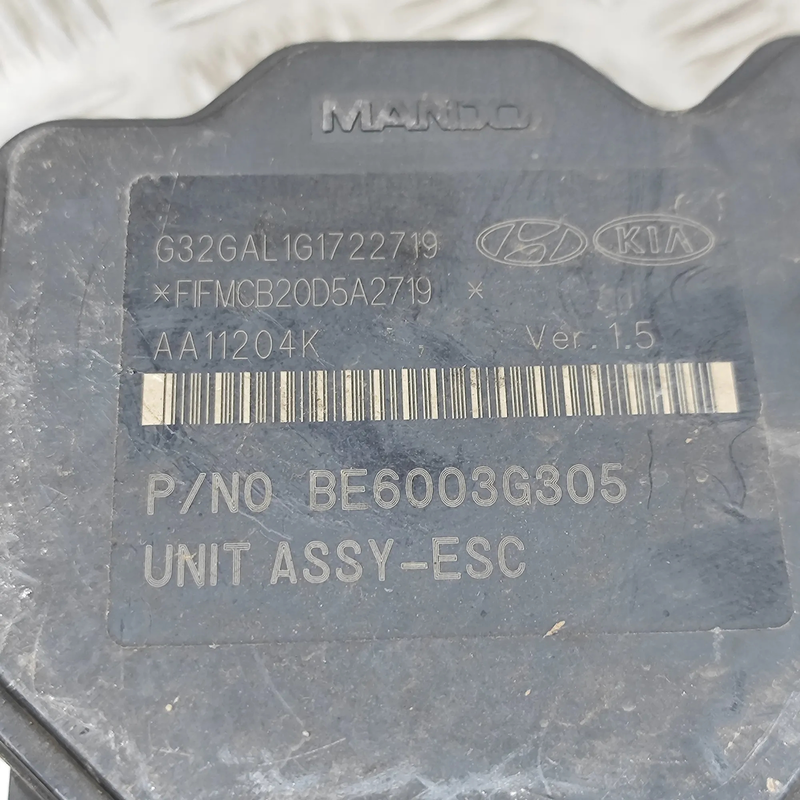 MANDO
G32GAL1G1722719 KIA
*FIFMCB20D5A2719 *
AA11204K , Ver. 1.5
P/NO BE6003G305
UNIT ASSY-ESC